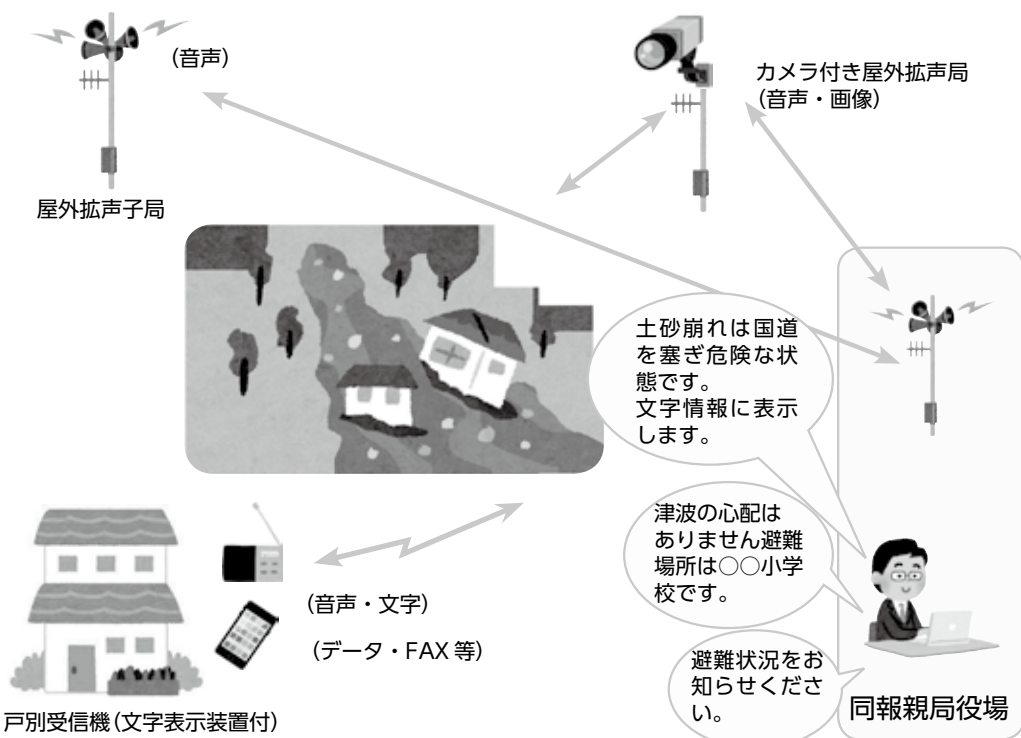 (音声)
屋外拡声子局
カメラ付き屋外拡声局
(音声・画像)
土砂崩れは国道
を塞ぎ危険な状
態です。
文字情報に表示
します。
津波の心配は
ありません避難
場所は○○小学
校です。
避難状況をお
知らせくださ
い。
同報親局役場
(音声・文字)
(データ・FAX 等)
戸別受信機(文字表示装置付)